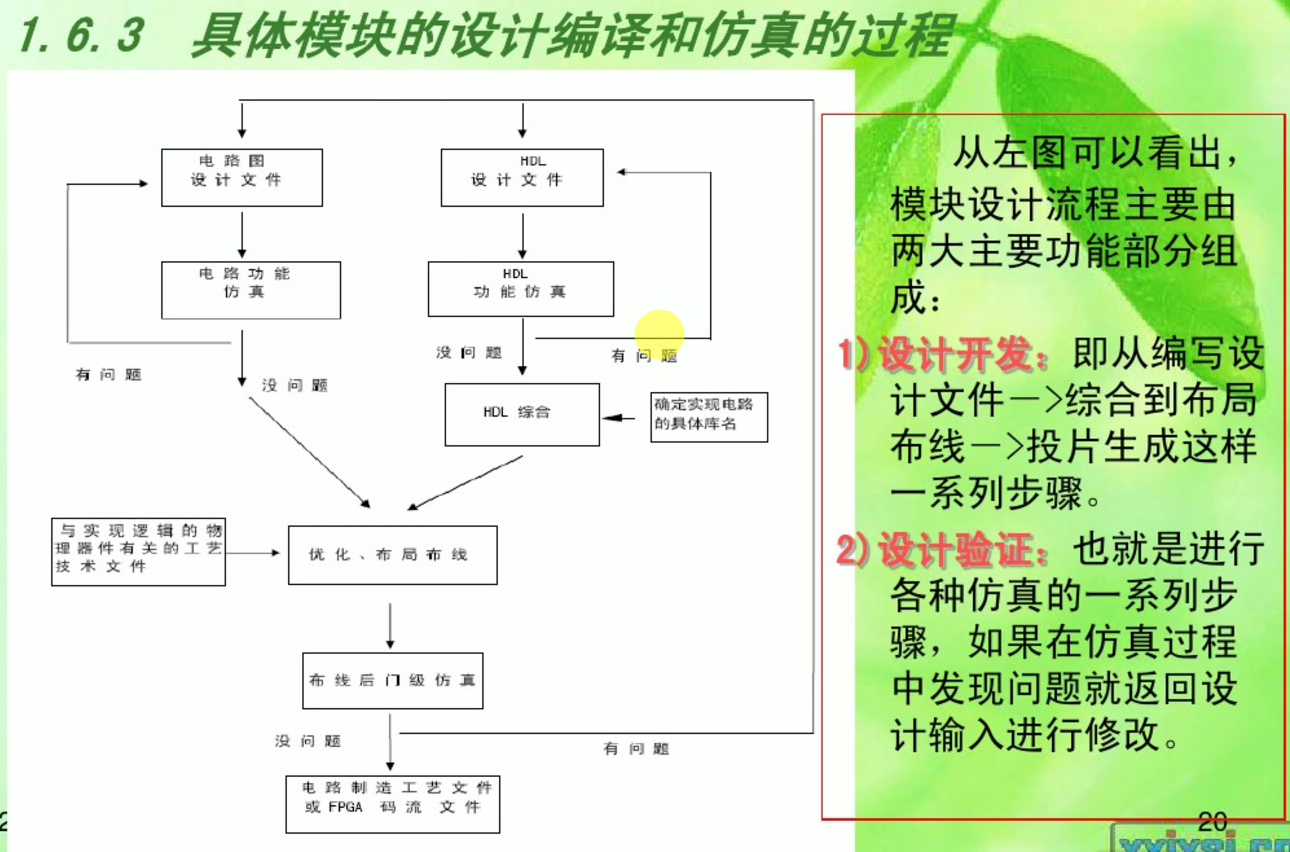 1.6.3 具体模块的设计编译和仿真的过程
电路图
设计文件
HDL
设计文件
电路功能
仿真
HDL
功能仿真
有问题
没问题
没问题
有问题
HDL 综合
确定实现电路
的具体库名
与实现逻辑的物
理器件有关的工艺
技术文件
优化、布局布线
布线后门级仿真
没问题
有问题
电路制造工艺文件
或FPGA 码流 文件
从左图可以看出，
模块设计流程主要由
两大主要功能部分组
成：
1)设计开发：即从编写设
计文件－>综合到布局
布线－>投片生成这样
一系列步骤。
2)设计验证：也就是进行
各种仿真的一系列步
骤，如果在仿真过程
中发现问题就返回设
计输入进行修改。
2
20